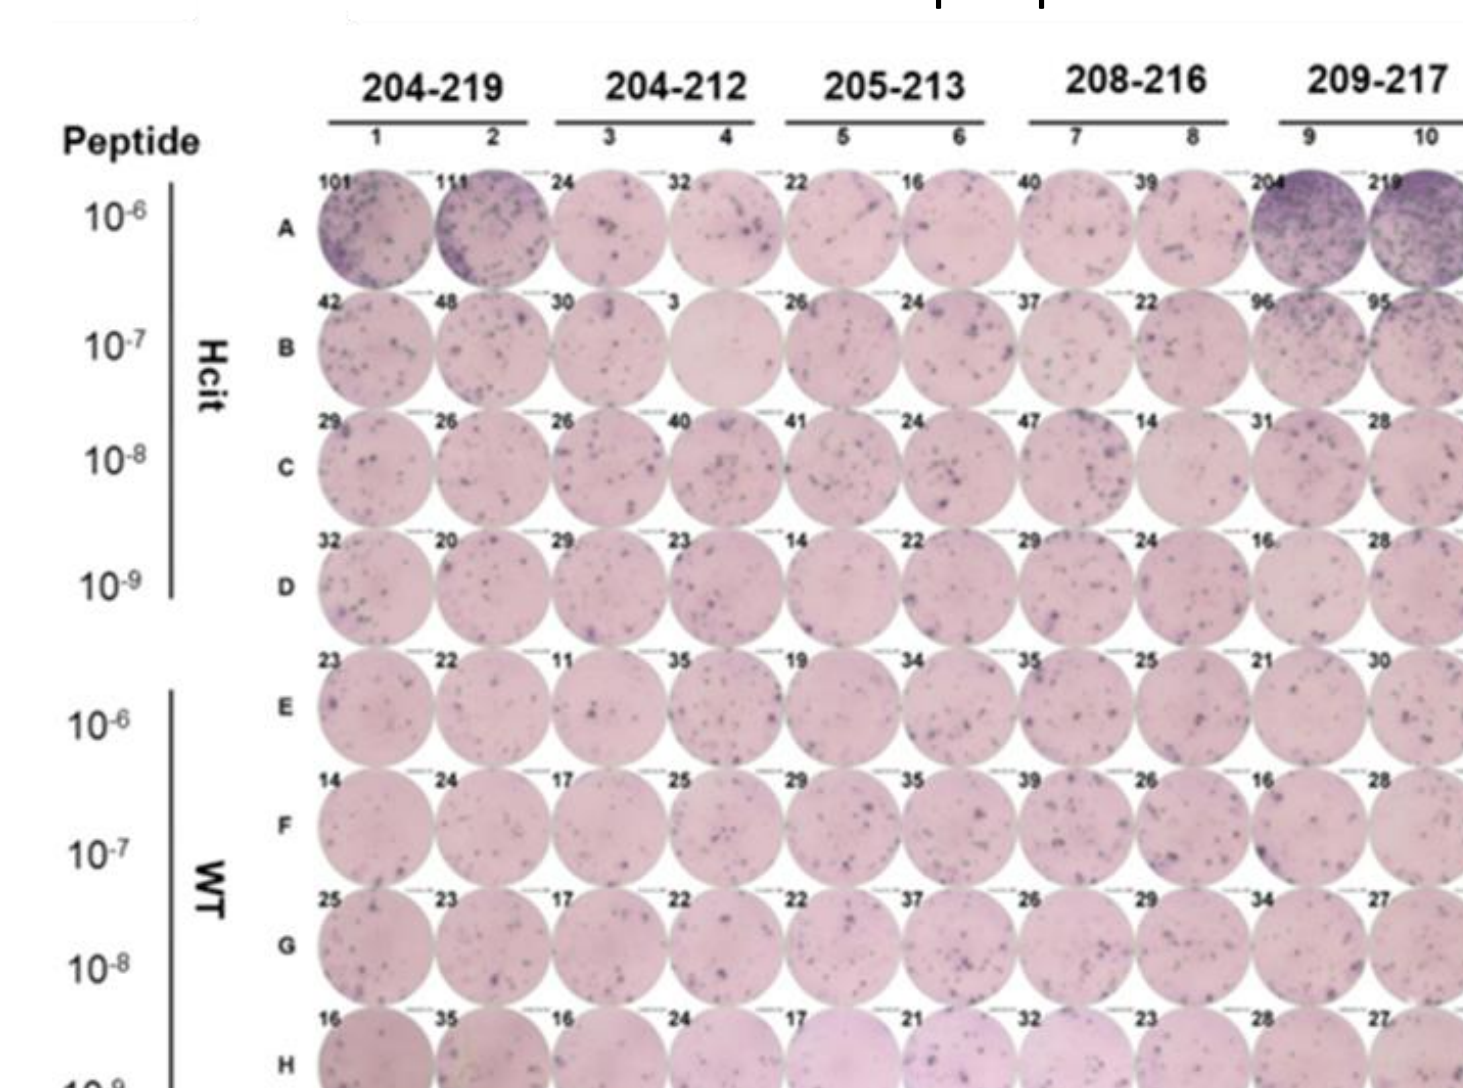 204-219 204-212 205-213 208-216 209-217
Peptide 1 2 3 4 5 6 7 8 9 10
10-6 A 101 111 24 32 22 16 40 39 204 219
10-7 B 42 48 30 3 26 24 37 22 96 95
Hcit
10-8 C 29 26 26 40 41 24 47 14 31 28
10-9 D 32 20 29 23 14 22 29 24 16 28
10-6 E 23 22 11 35 19 34 35 25 21 30
10-7 F 14 24 17 25 29 35 39 26 16 28
WT
10-8 G 25 23 17 22 22 37 26 29 34 27
H 16 35 16 24 17 21 32 23 28 27